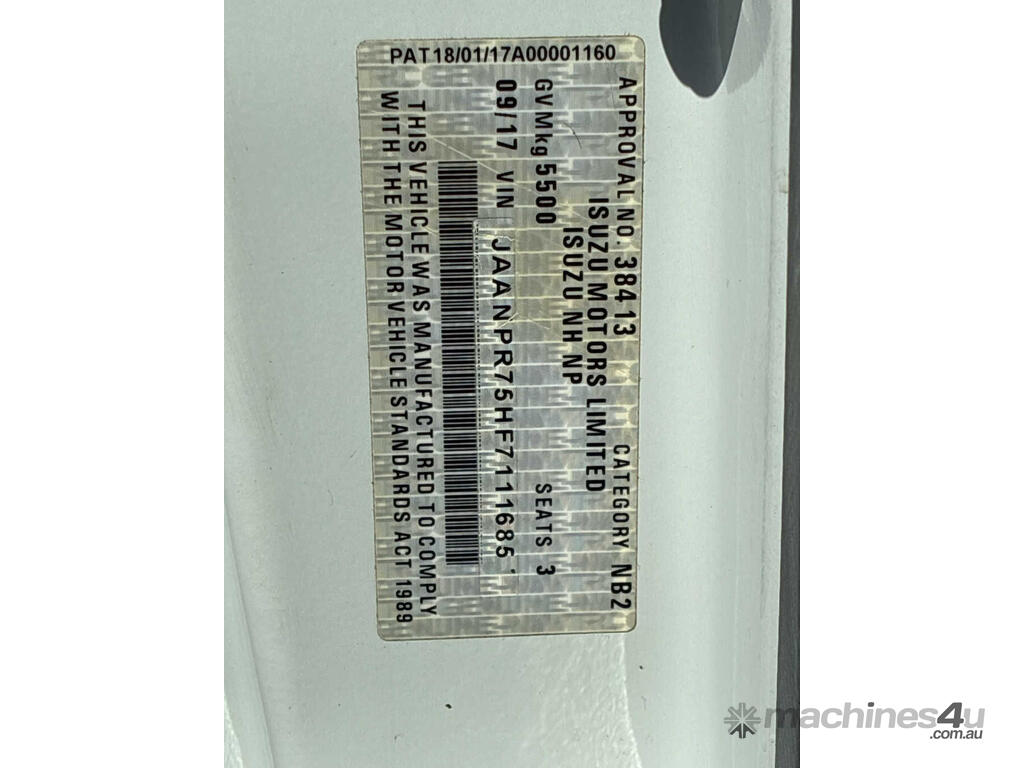 APPROVAL NO. 38413 CATEGORY NB2
ISUZU MOTORS LIMITED
ISUZU NH NP
GVMkg 5500 SEATS 3
09/17 VIN JAANPR75HF7111685
THIS VEHICLE WAS MANUFACTURED TO COMPLY
WITH THE MOTOR VEHICLE STANDARDS ACT 1989
PAT18/01/17A00001160
machines4u
.com.au